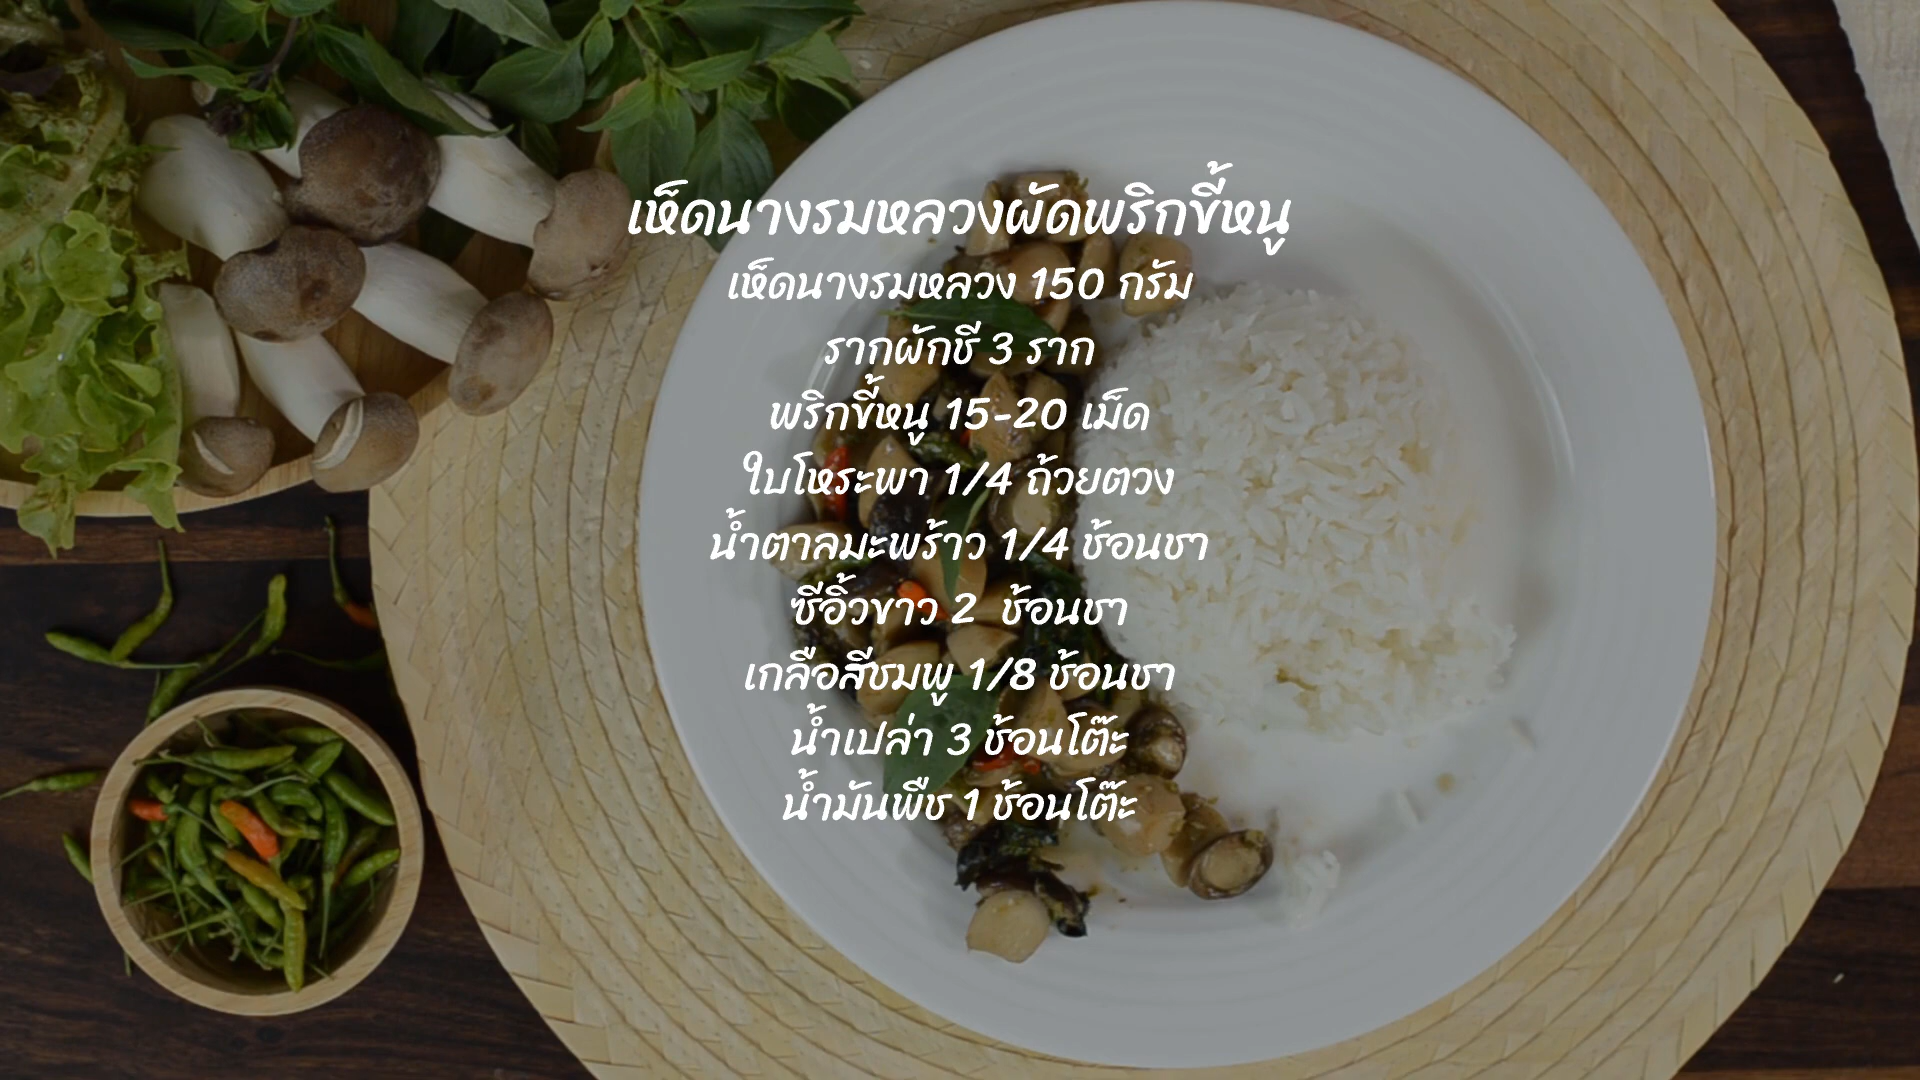 เห็ดนางรมหลวงผัดพริกขี้หนู
เห็ดนางรมหลวง 150 กรัม
รากผักชี 3 ราก
พริกขี้หนู 15-20 เม็ด
ใบโหระพา 1/4 ถ้วยตวง
น้ำตาลมะพร้าว 1/4 ช้อนชา
ซีอิ้วขาว 2 ช้อนชา
เกลือสีชมพู 1/8 ช้อนชา
น้ำเปล่า 3 ช้อนโต๊ะ
น้ำมันพืช 1 ช้อนโต๊ะ